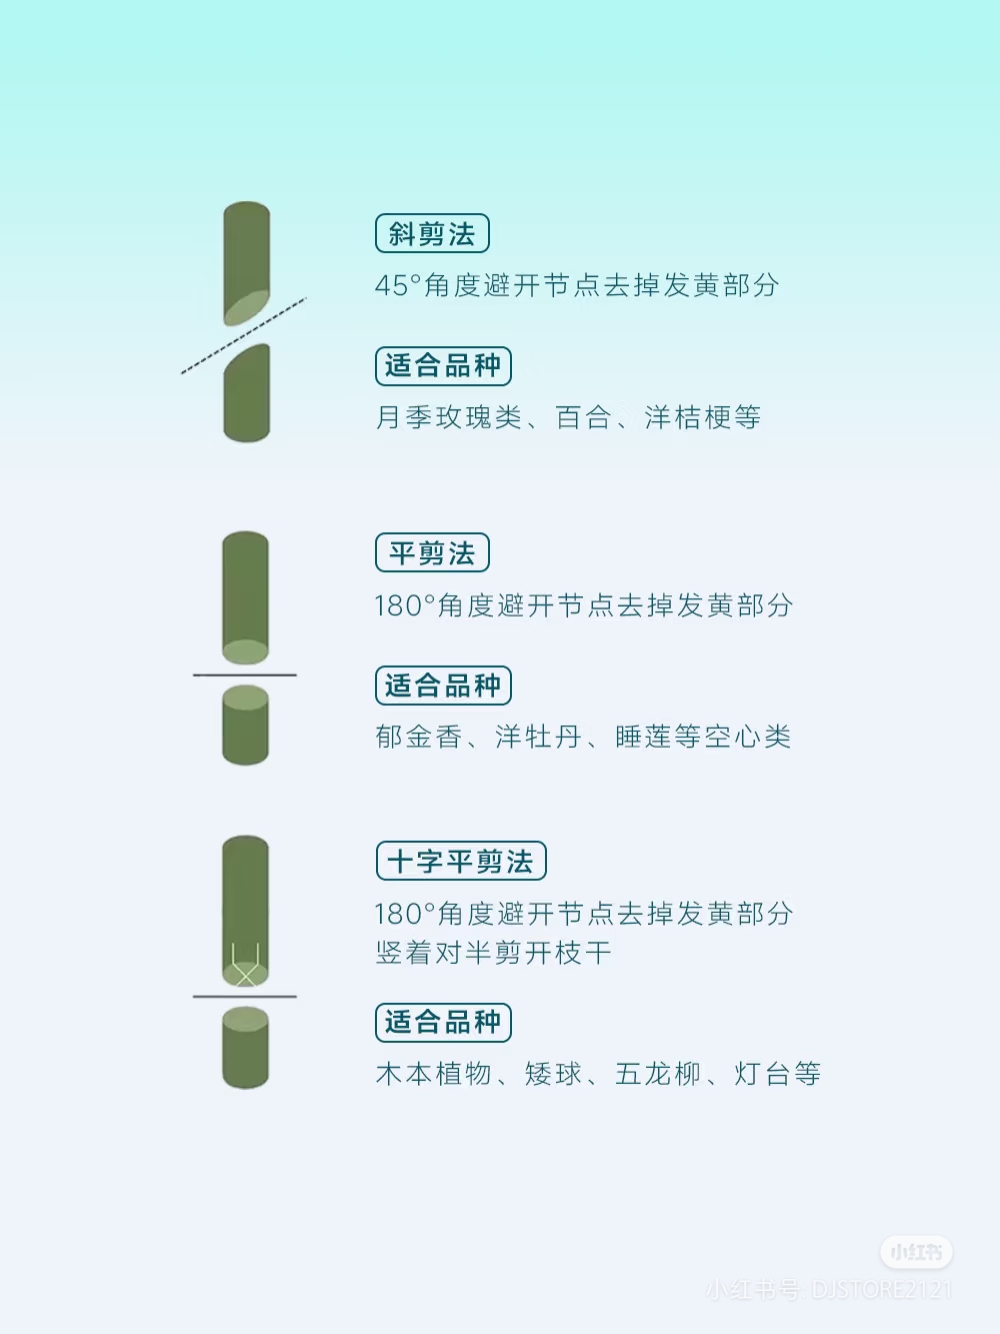 斜剪法
45°角度避开节点去掉发黄部分
适合品种
月季玫瑰类、百合、洋桔梗等
平剪法
180°角度避开节点去掉发黄部分
适合品种
郁金香、洋牡丹、睡莲等空心类
十字平剪法
180°角度避开节点去掉发黄部分
竖着对半剪开枝干
适合品种
木本植物、矮球、五龙柳、灯台等
小红书
小红书号: DJSTORE2121